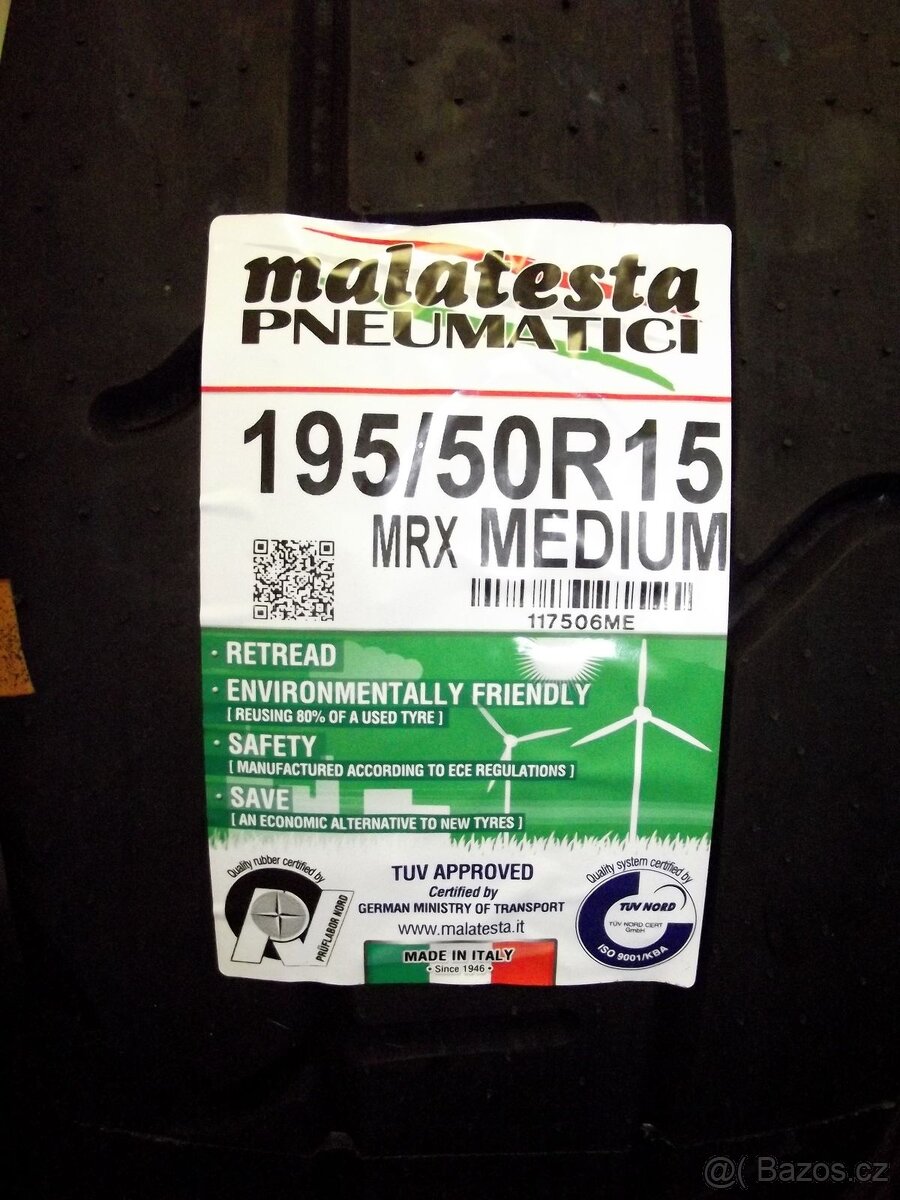 malatesta
PNEUMATICI
195/50R15
MRX MEDIUM
117506ME
· RETREAD
· ENVIRONMENTALLY FRIENDLY
[ REUSING 80% OF A USED TYRE ]
· SAFETY
[ MANUFACTURED ACCORDING TO ECE REGULATIONS ]
· SAVE
[ AN ECONOMIC ALTERNATIVE TO NEW TYRES ]
Quality rubber certified by
PRÜFLABOR NORD
TUV APPROVED
Certified by
GERMAN MINISTRY OF TRANSPORT
www.malatesta.it
MADE IN ITALY
• Since 1946 •
Quality system certified by
TUV NORD
TÜV NORD CERT
GmbH
ISO 9001/KBA
@( Bazos.cz